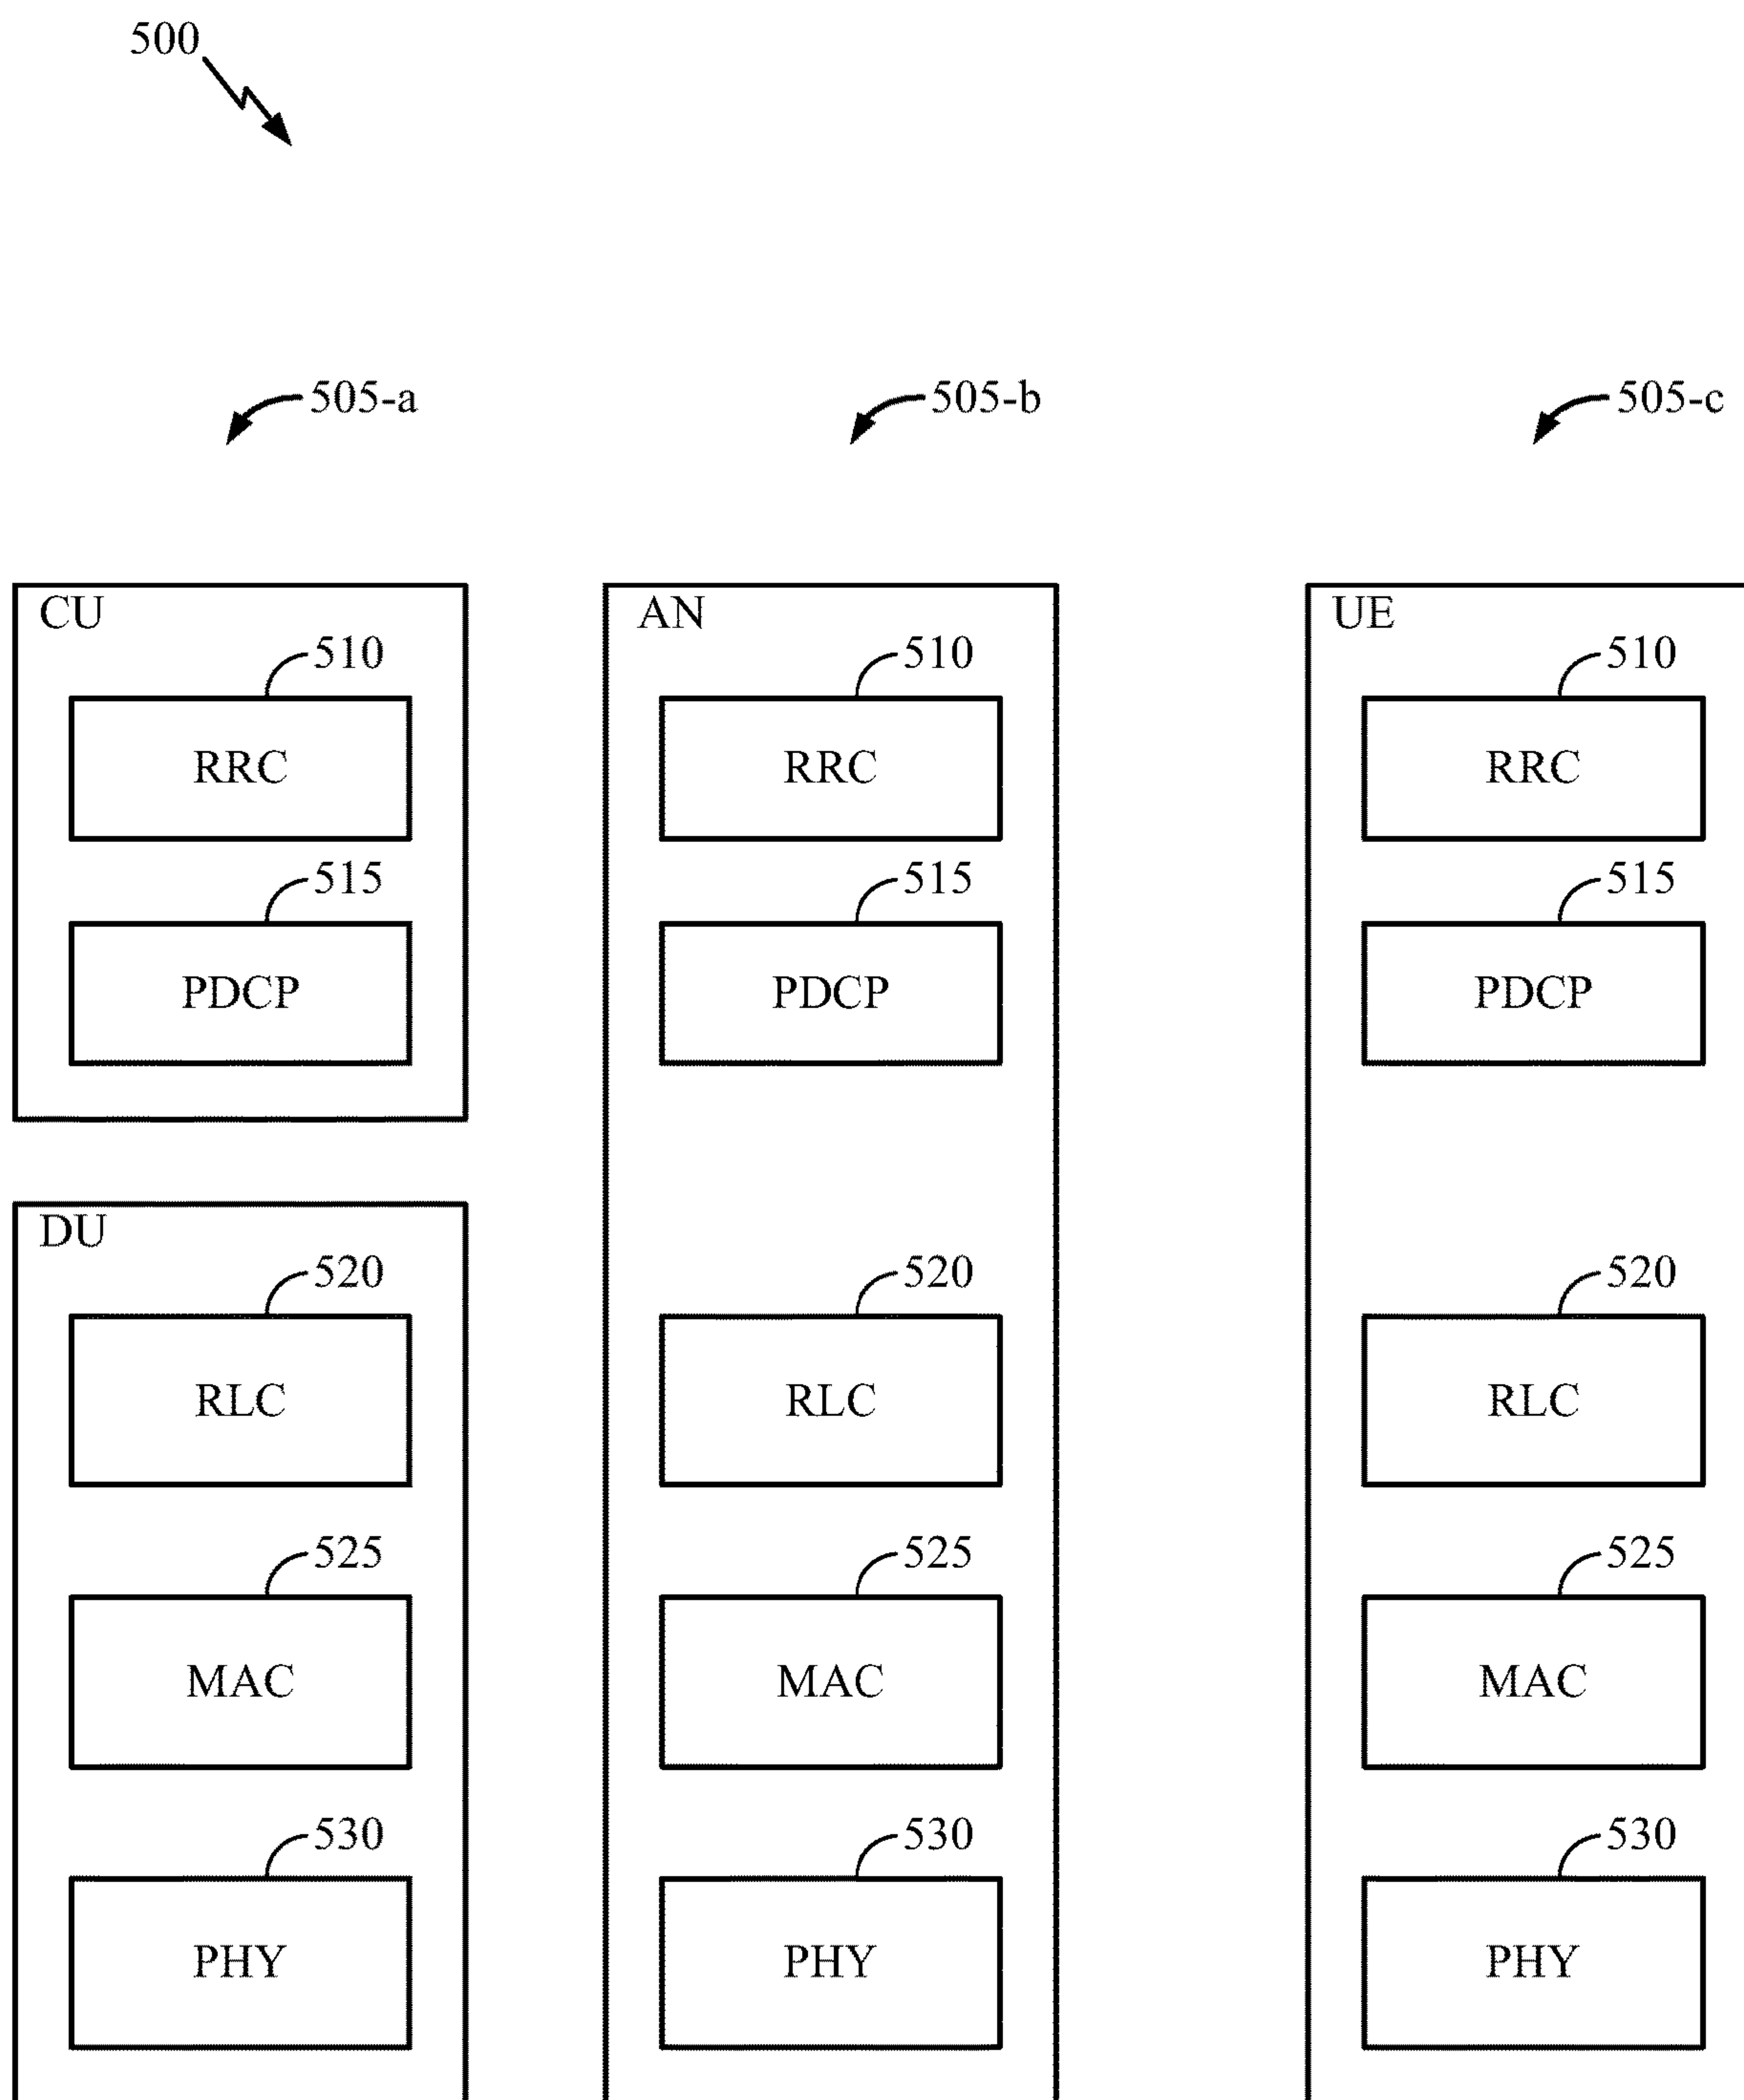 500
505-a 505-b 505-c
CU AN UE
510 510 510
RRC RRC RRC
515 515 515
PDCP PDCP PDCP
DU
520 520 520
RLC RLC RLC
525 525 525
MAC MAC MAC
530 530 530
PHY PHY PHY